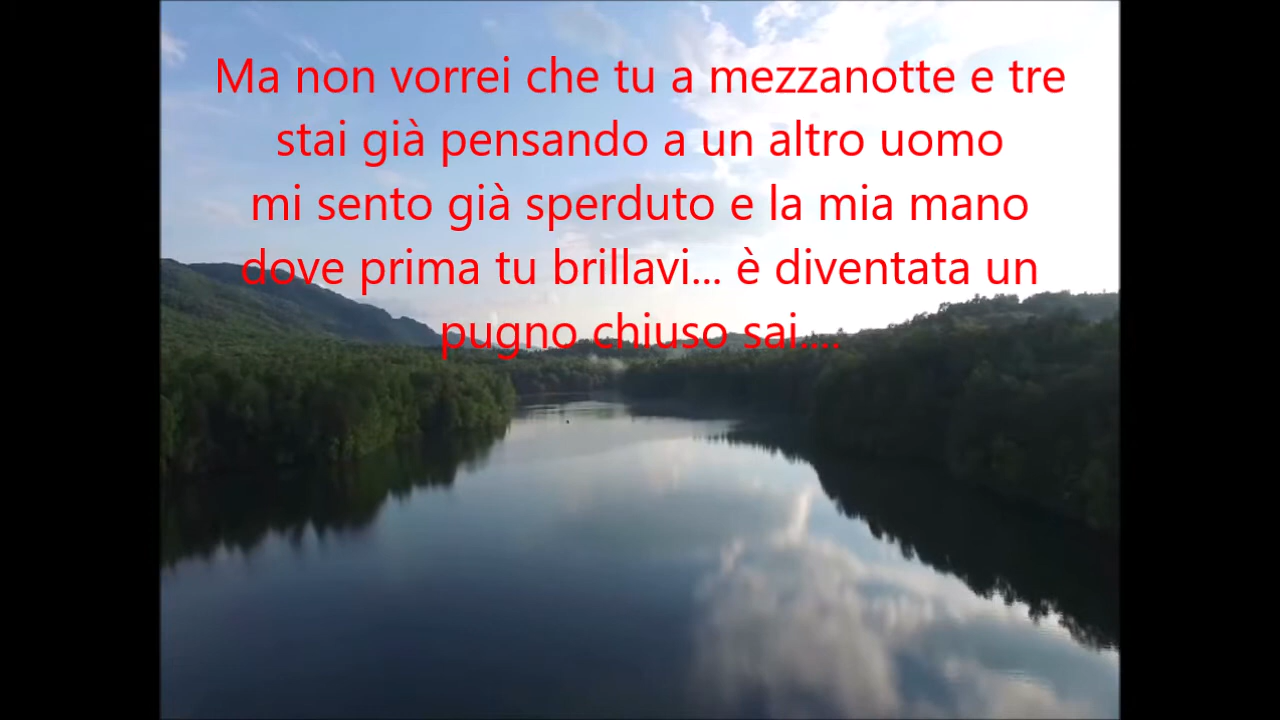 Ma non vorrei che tu a mezzanotte e tre
stai già pensando a un altro uomo
mi sento già sperduto e la mia mano
dove prima tu brillavi... è diventata un
pugno chiuso sai....